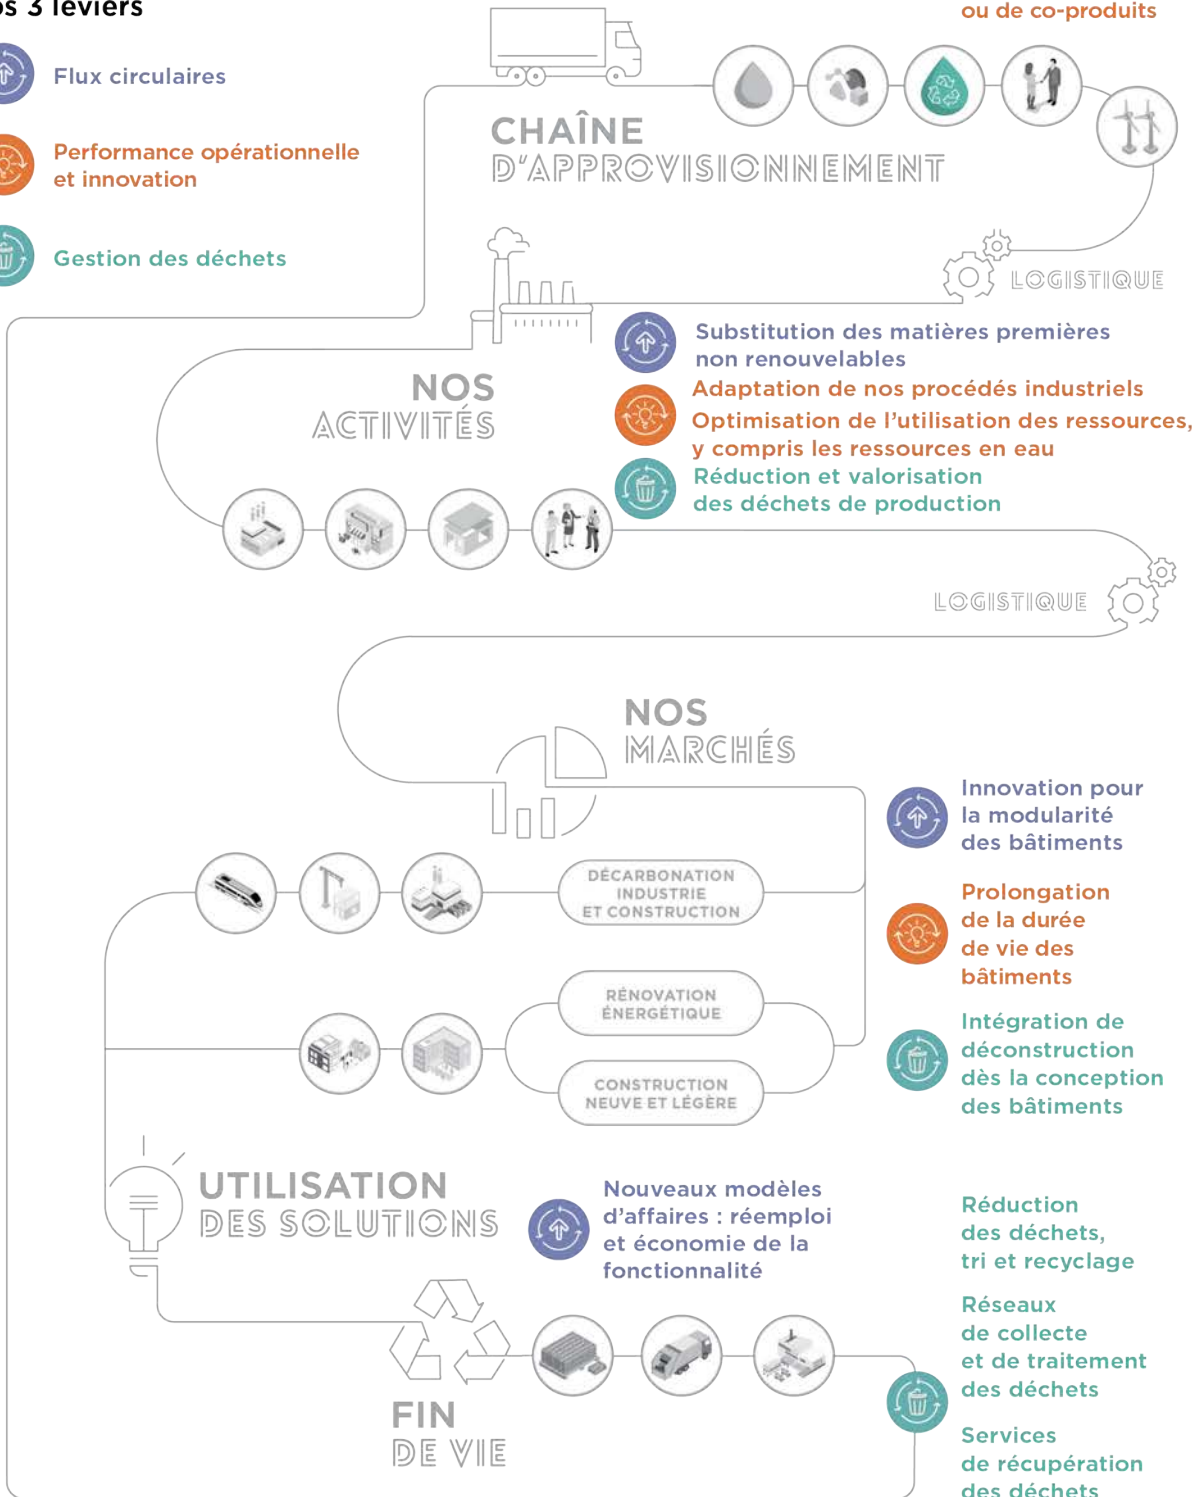 3 leviers
ou de co-produits
Flux circulaires
Performance opérationnelle
et innovation
Gestion des déchets
CHAÎNE
D'APPROVISIONNEMENT
LOGISTIQUE
NOS
ACTIVITÉS
Substitution des matières premières
non renouvelables
Adaptation de nos procédés industriels
Optimisation de l'utilisation des ressources,
y compris les ressources en eau
Réduction et valorisation
des déchets de production
LOGISTIQUE
NOS
MARCHÉS
Innovation pour
la modularité
des bâtiments
DÉCARBONATION
INDUSTRIE
ET CONSTRUCTION
Prolongation
de la durée
de vie des
bâtiments
RÉNOVATION
ÉNERGÉTIQUE
Intégration de
déconstruction
dès la conception
des bâtiments
CONSTRUCTION
NEUVE ET LÉGÈRE
UTILISATION
DES SOLUTIONS
Nouveaux modèles
d'affaires : réemploi
et économie de la
fonctionnalité
Réduction
des déchets,
tri et recyclage
Réseaux
de collecte
et de traitement
des déchets
FIN
DE VIE
Services
de récupération
des déchets